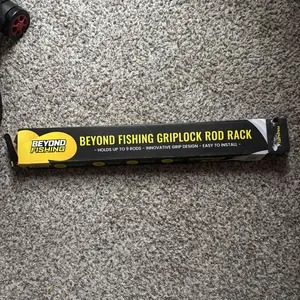 BEYOND
FISHING
BEYOND FISHING GRIPLOCK ROD RACK
- HOLDS UP TO 9 RODS - INNOVATIVE GRIP DESIGN - EASY TO INSTALL -